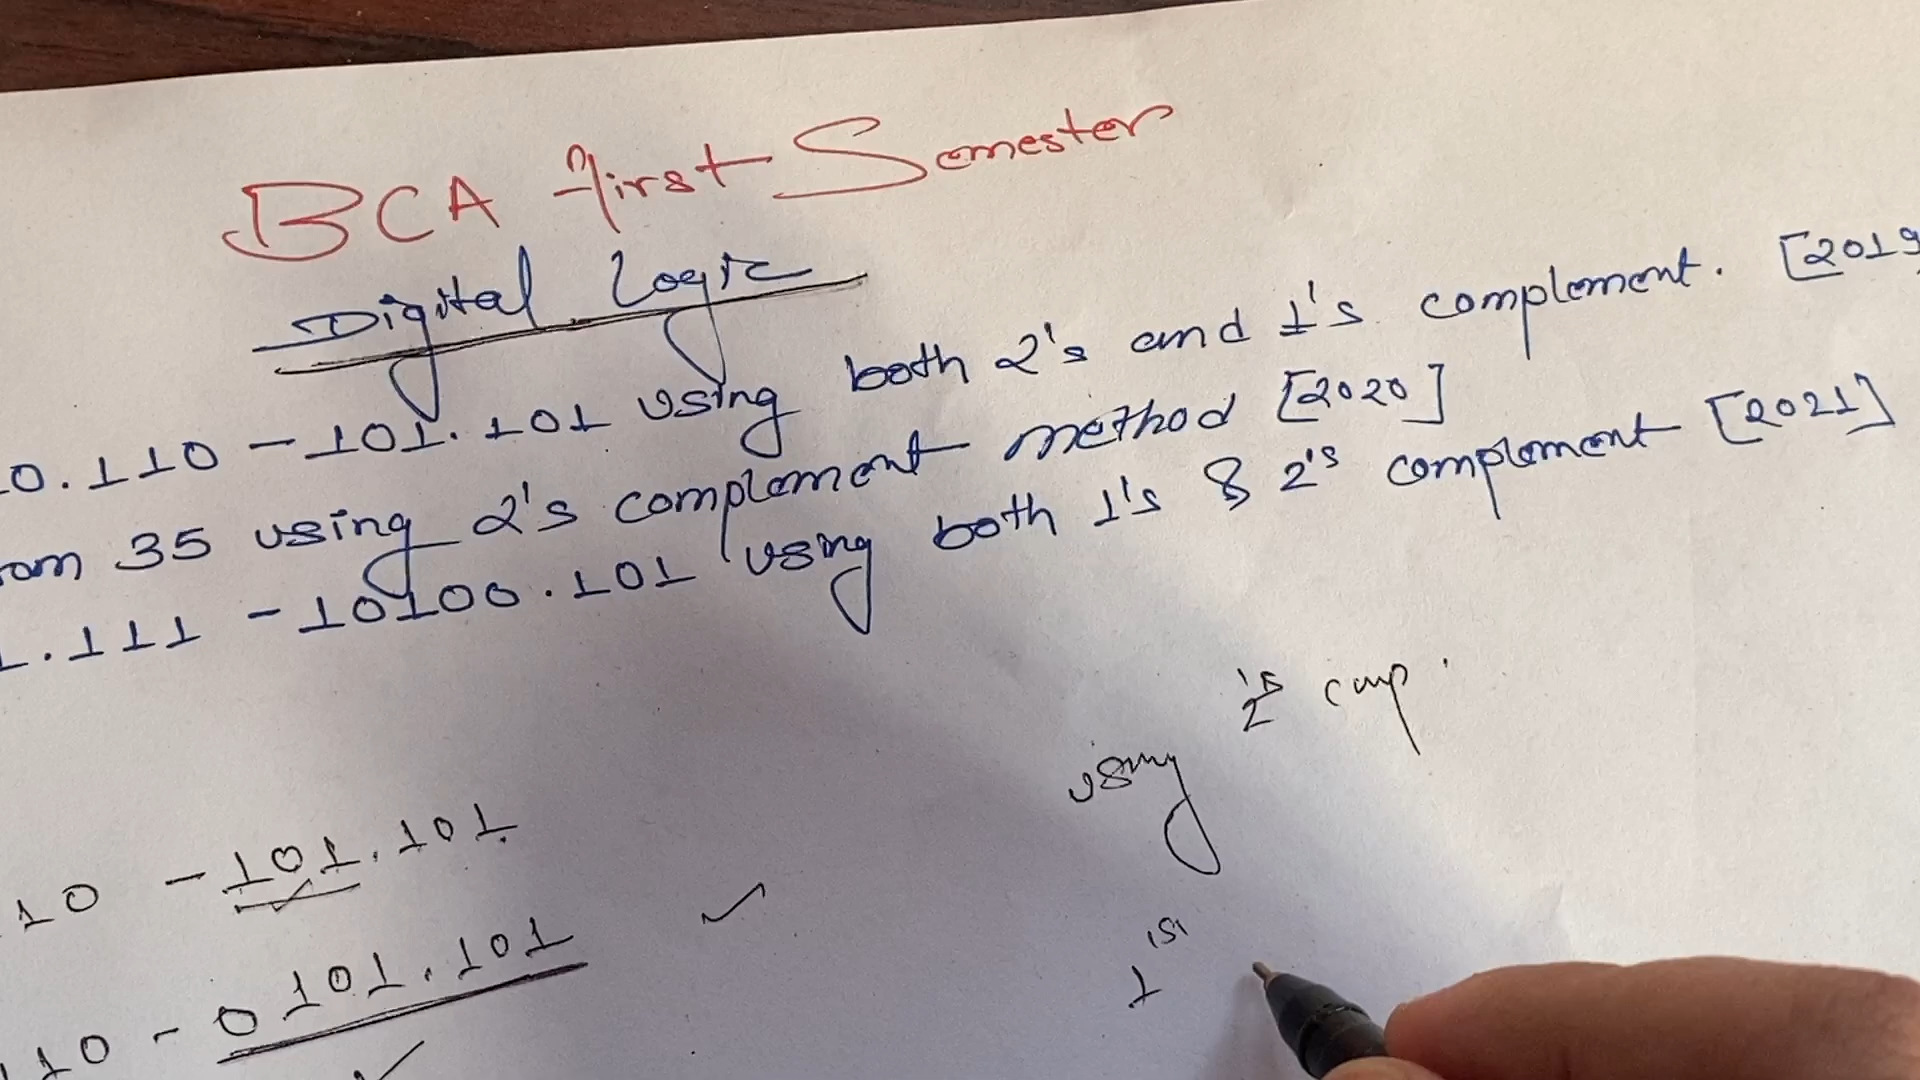 BCA first Semester
Digital Logic
0.110 - 101.101 using both 2's and 1's complement. [2019
om 35 using 2's complement method [2020]
1.111 - 10100.101 using both 1's & 2's complement [2021]
using 2's cmp.
10 - 101.101
1's
10 - 0101.101